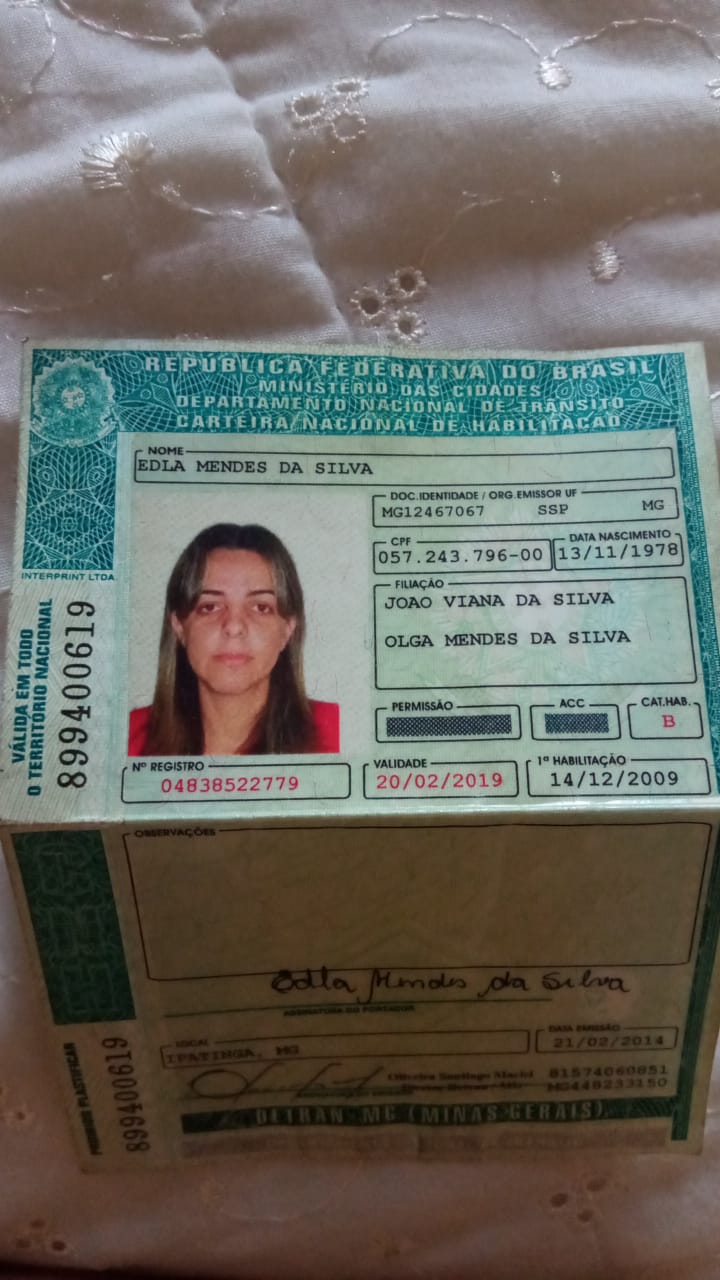 REPÚBLICA FEDERATIVA DO BRASIL
MINISTÉRIO DAS CIDADES
DEPARTAMENTO NACIONAL DE TRÂNSITO
CARTEIRA NACIONAL DE HABILITAÇÃO
NOME
EDLA MENDES DA SILVA
DOC.IDENTIDADE / ORG.EMISSOR UF
MG12467067 SSP MG
CPF
057.243.796-00
DATA NASCIMENTO
13/11/1978
FILIAÇÃO
JOAO VIANA DA SILVA
OLGA MENDES DA SILVA
PERMISSÃO
ACC
CAT.HAB.
B
Nº REGISTRO
04838522779
VALIDADE
20/02/2019
1ª HABILITAÇÃO
14/12/2009
INTERPRINT LTDA.
VÁLIDA EM TODO
O TERRITÓRIO NACIONAL
899400619
OBSERVAÇÕES
Edla Mendes da Silva
ASSINATURA DO PORTADOR
LOCAL
IPATINGA, MG
DATA EMISSÃO
21/02/2014
Oliveira Santiago Maciel
81574060851
MG448233150
DETRAN-MG (MINAS GERAIS)
PROIBIDO PLASTIFICAR
899400619